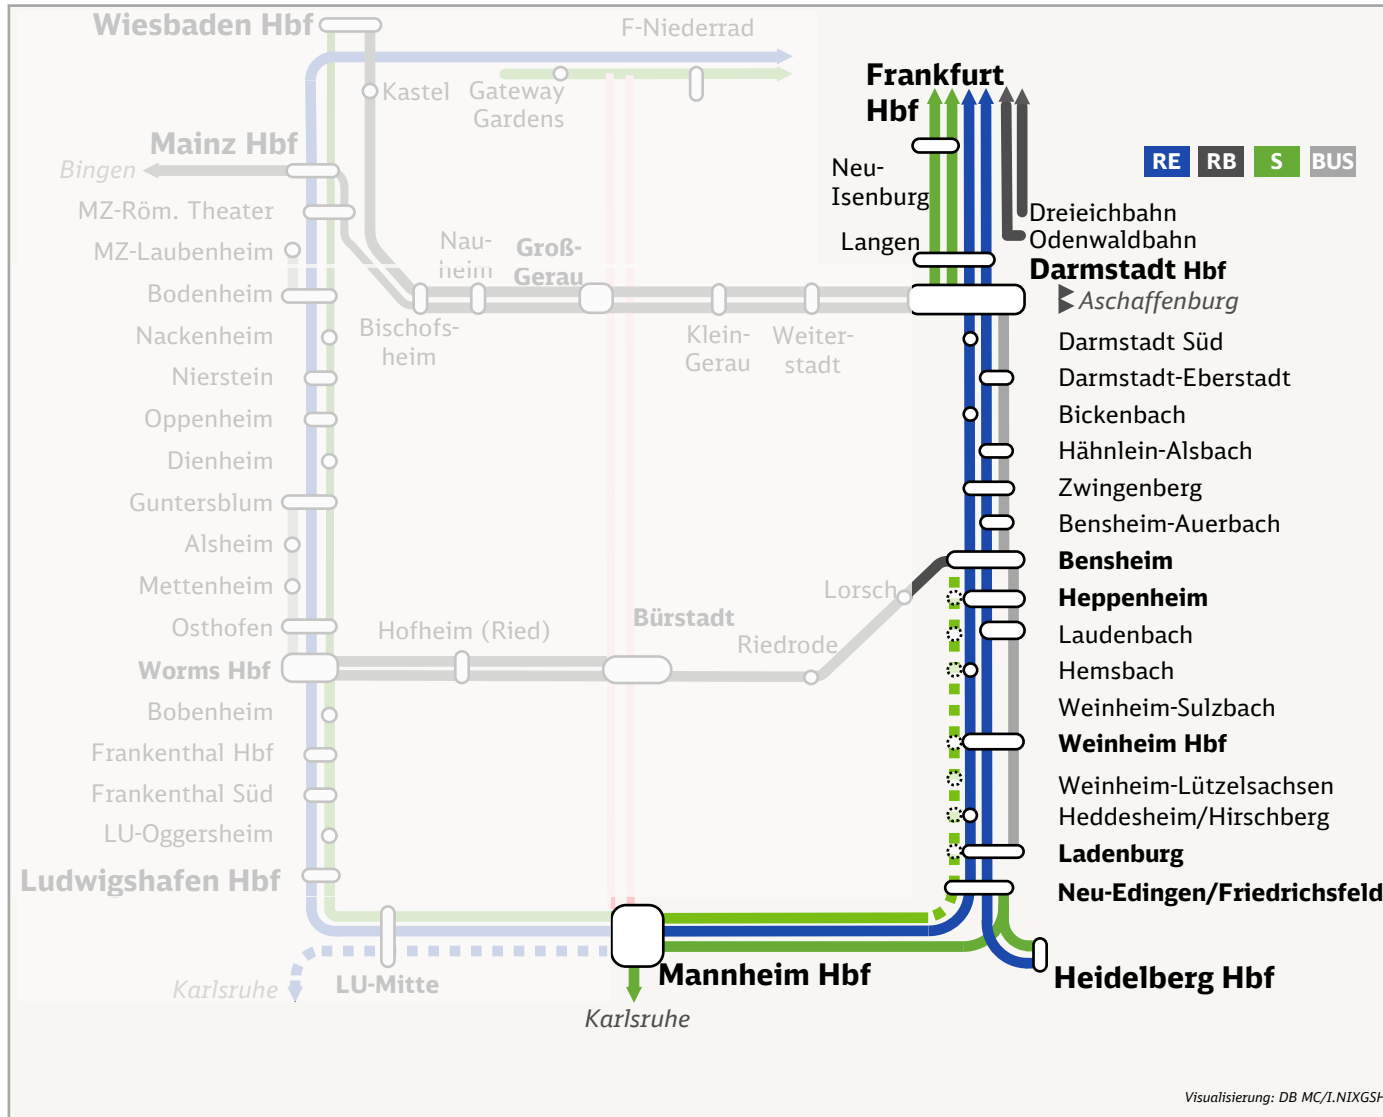 Wiesbaden Hbf
F-Niederrad
Kastel
Gateway
Gardens
Mainz Hbf
Bingen
MZ-Röm. Theater
MZ-Laubenheim
Nau-
heim
Groß-
Gerau
Bodenheim
Bischofs-
heim
Klein-
Gerau
Weiter-
stadt
Nackenheim
Nierstein
Oppenheim
Dienheim
Guntersblum
Alsheim
Mettenheim
Osthofen
Worms Hbf
Hofheim (Ried)
Bürstadt
Riedrode
Lorsch
Bobenheim
Frankenthal Hbf
Frankenthal Süd
LU-Oggersheim
Ludwigshafen Hbf
Karlsruhe
LU-Mitte
Frankfurt
Hbf
Neu-
Isenburg
Langen
RE RB S BUS
Dreieichbahn
Odenwaldbahn
Darmstadt Hbf
Aschaffenburg
Darmstadt Süd
Darmstadt-Eberstadt
Bickenbach
Hähnlein-Alsbach
Zwingenberg
Bensheim-Auerbach
Bensheim
Heppenheim
Laudenbach
Hemsbach
Weinheim-Sulzbach
Weinheim Hbf
Weinheim-Lützelsachsen
Heddesheim/Hirschberg
Ladenburg
Neu-Edingen/Friedrichsfeld
Mannheim Hbf
Heidelberg Hbf
Karlsruhe
Visualisierung: DB MC/I.NIXGSH